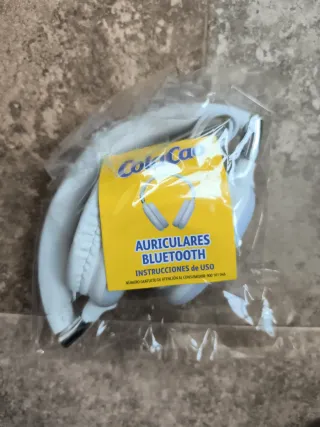 ColaCao
AURICULARES
BLUETOOTH
INSTRUCCIONES de USO